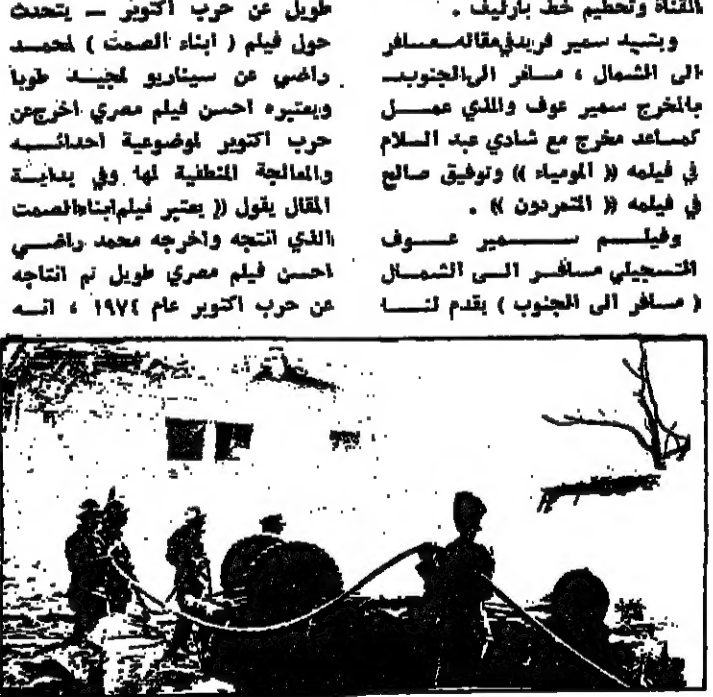 القناة وتحطيم خط بارليف .
ويشيد سمير فريد في مقاله مسافر
الى الشمال ، مسافر الى الجنوب
بالمخرج سمير عوف والذي عمل
كمساعد مخرج مع شادي عبد السلام
في فيلمه (( المومياء )) وتوفيق صالح
في فيلمه (( المتمردون )) .
وفيلم سمير عوف
التسجيلي مسافر الى الشمال
( مسافر الى الجنوب ) يقدم لنا
طويل عن حرب اكتوبر ـ يتحدث
حول فيلم ( ابناء الصمت ) لمحمد
راضي عن سيناريو لمجيد طوبا
ويعتبره احسن فيلم مصري اخرج عن
حرب اكتوبر لموضوعية احداثه
والمعالجة المنطقية لها وفي بداية
المقال يقول (( يعتبر فيلم ابناء الصمت
الذي انتجه واخرجه محمد راضي
احسن فيلم مصري طويل تم انتاجه
عن حرب اكتوبر عام ١٩٧٤ ، انه